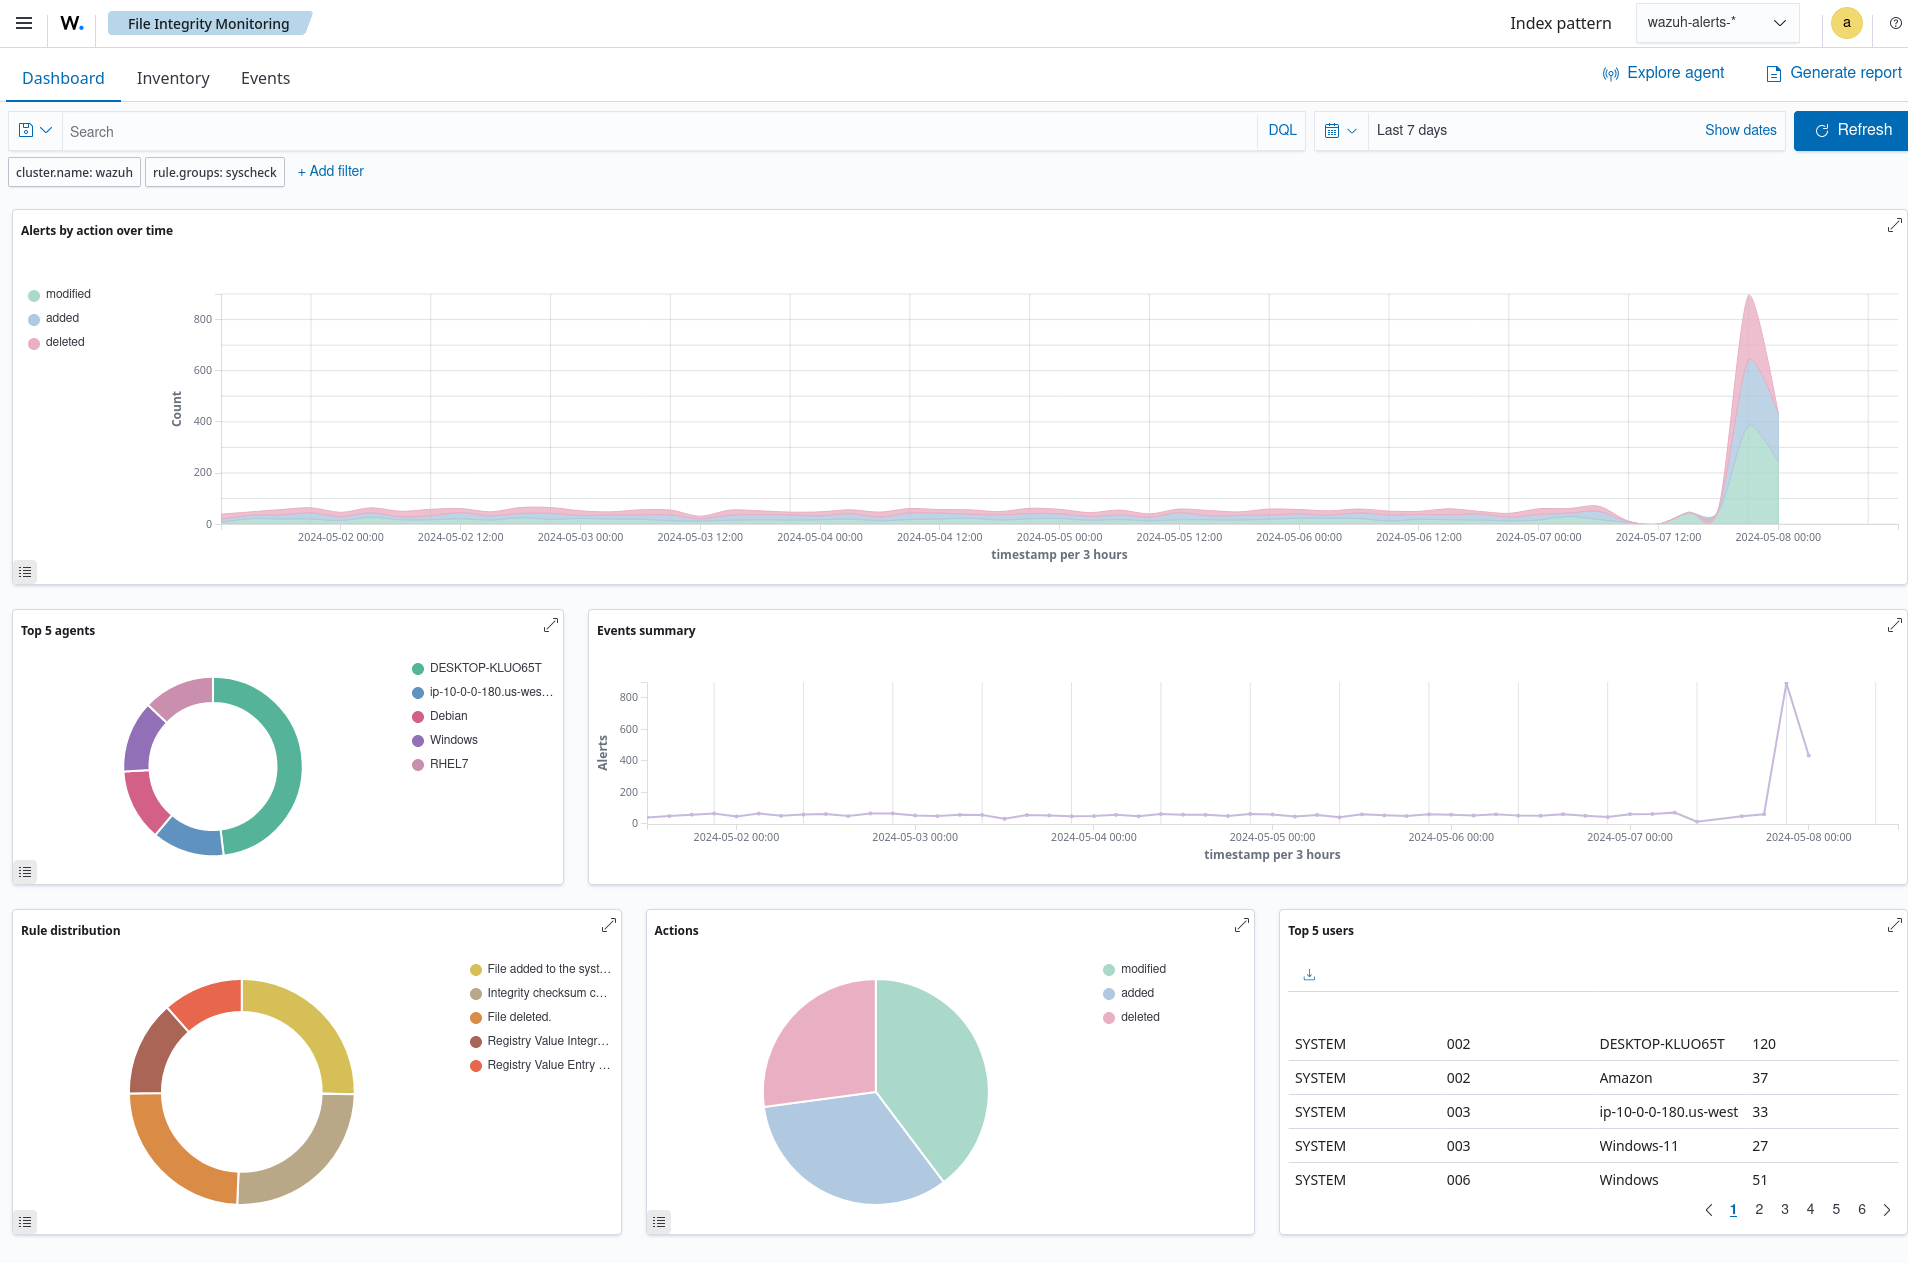 W. File Integrity Monitoring Index pattern wazuh-alerts-* a
Dashboard Inventory Events Explore agent Generate report
Search DQL Last 7 days Show dates Refresh
cluster.name: wazuh rule.groups: syscheck + Add filter
Alerts by action over time
modified
added
deleted
Count
800
600
400
200
0
2024-05-02 00:00 2024-05-02 12:00 2024-05-03 00:00 2024-05-03 12:00 2024-05-04 00:00 2024-05-04 12:00 2024-05-05 00:00 2024-05-05 12:00 2024-05-06 00:00 2024-05-06 12:00 2024-05-07 00:00 2024-05-07 12:00 2024-05-08 00:00
timestamp per 3 hours
Top 5 agents
DESKTOP-KLUO65T
ip-10-0-0-180.us-wes...
Debian
Windows
RHEL7
Events summary
Alerts
800
600
400
200
0
2024-05-02 00:00 2024-05-03 00:00 2024-05-04 00:00 2024-05-05 00:00 2024-05-06 00:00 2024-05-07 00:00 2024-05-08 00:00
timestamp per 3 hours
Rule distribution
File added to the syst...
Integrity checksum c...
File deleted.
Registry Value Integr...
Registry Value Entry ...
Actions
modified
added
deleted
Top 5 users
SYSTEM 002 DESKTOP-KLUO65T 120
SYSTEM 002 Amazon 37
SYSTEM 003 ip-10-0-0-180.us-west 33
SYSTEM 003 Windows-11 27
SYSTEM 006 Windows 51
1 2 3 4 5 6